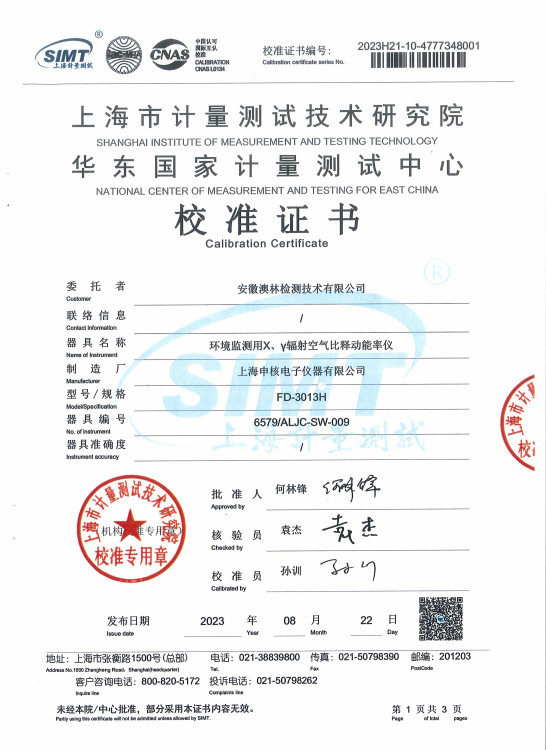 SIMT
上海计量测试
®
ilac-MRA
CNAS
中国认可
国际互认
校准
CALIBRATION
CNAS L0134
校准证书编号: 2023H21-10-4777348001
Calibration certificate series No.
上海市计量测试技术研究院
SHANGHAI INSTITUTE OF MEASUREMENT AND TESTING TECHNOLOGY
华东国家计量测试中心
NATIONAL CENTER OF MEASUREMENT AND TESTING FOR EAST CHINA
校准证书
Calibration Certificate
委托者 安徽澳林检测技术有限公司
Customer
联络信息 /
Contact information
器具名称 环境监测用X、γ辐射空气比释动能率仪
Name of Instrument
制造厂 上海申核电子仪器有限公司
Manufacturer
型号/规格 FD-3013H
Model/Specification
器具编号 6579/ALJC-SW-009
No. of instrument
器具准确度 /
Instrument accuracy
SIMT
上海计量测试
®
上海市计量测试技术研究院
校准专用章
批准人 何林锋 何林锋
Approved by
核验员 袁杰 袁杰
Checked by
校准员 孙训 孙训
Calibrated by
发布日期 2023 年 08 月 22 日
Issue date Year Month Day
地址: 上海市张衡路1500号(总部) 电话: 021-38839800 传真: 021-50798390 邮编: 201203
Address No.1500 Zhangheng Road, Shanghai(headquarter) Tel. Fax PostCode
客户咨询电话: 800-820-5172 投诉电话: 021-50798262
Inquire line Complaints line
未经本院/中心批准，部分采用本证书内容无效。 第 1 页 共 3 页
Partly using this certificate will not be admitted unless allowed by SIMT. Page of total pages